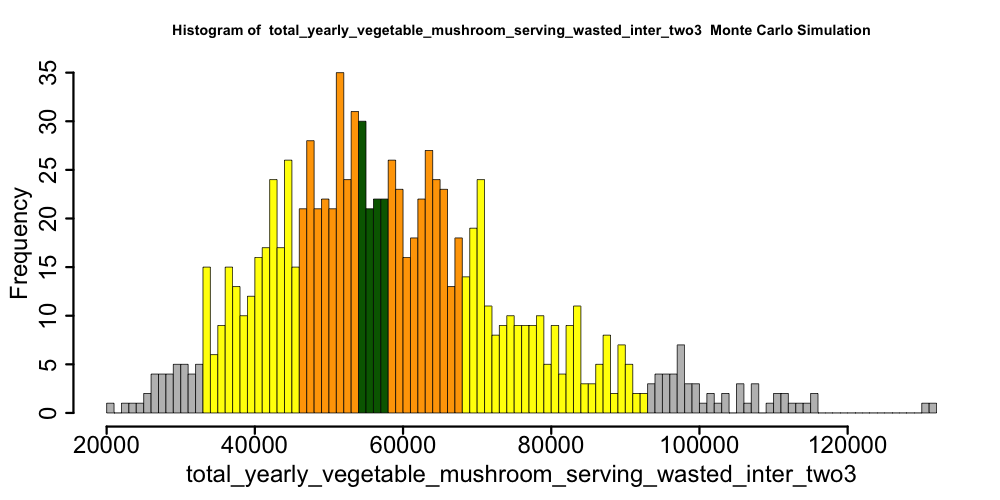 Histogram of  total_yearly_vegetable_mushroom_serving_wasted_inter_two3  Monte Carlo Simulation
Frequency
35
30
25
20
15
10
5
0
20000 40000 60000 80000 100000 120000
total_yearly_vegetable_mushroom_serving_wasted_inter_two3